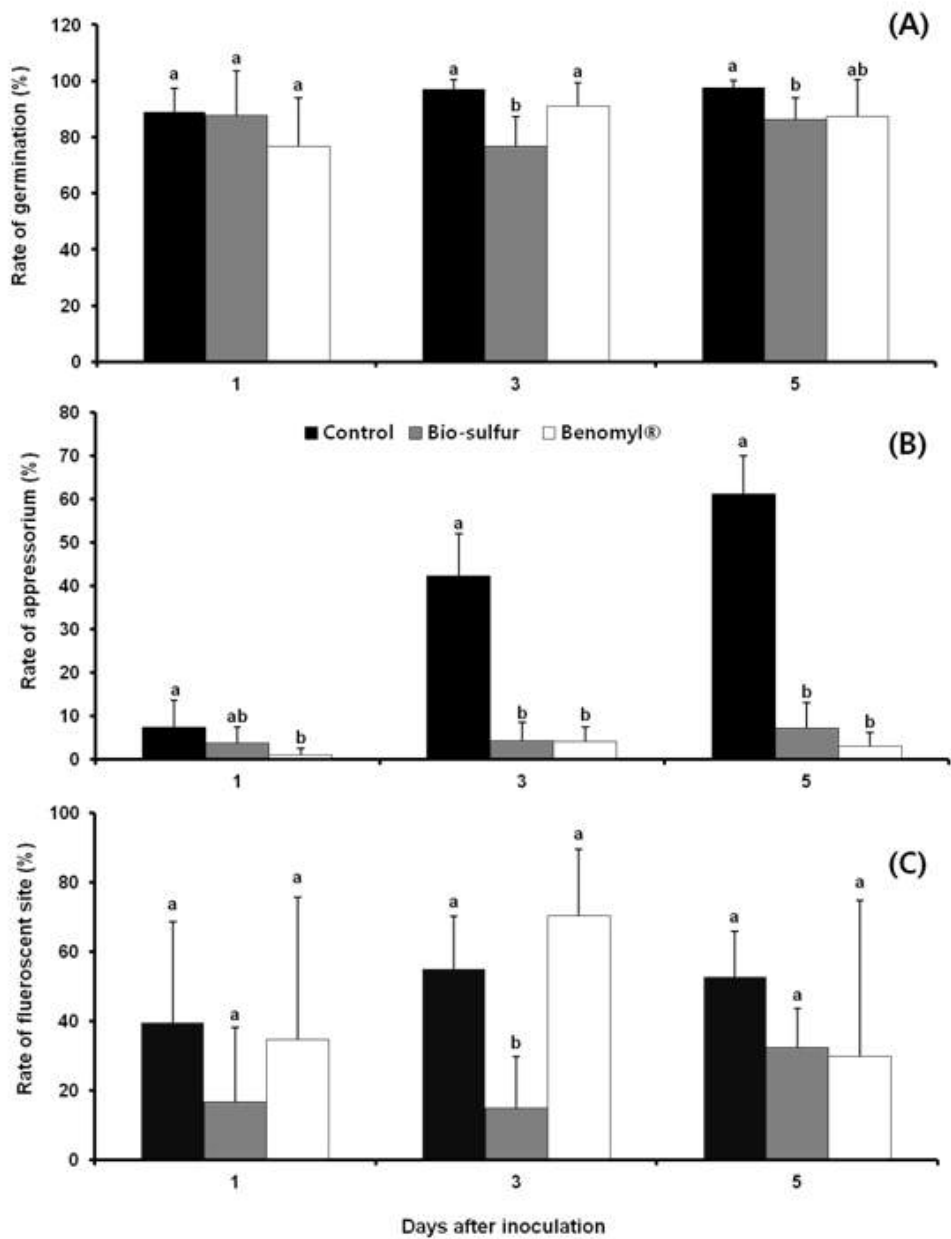 (A)
Rate of germination (%)
120
100
80
60
40
20
0
a
a
a
a
b
a
a
b
ab
1
3
5
(B)
Control Bio-sulfur Benomyl®
Rate of appressorium (%)
80
70
60
50
40
30
20
10
0
a
ab
b
a
b
b
a
b
b
1
3
5
(C)
Rate of flueroscent site (%)
100
80
60
40
20
0
a
a
a
a
b
a
a
a
a
1
3
5
Days after inoculation